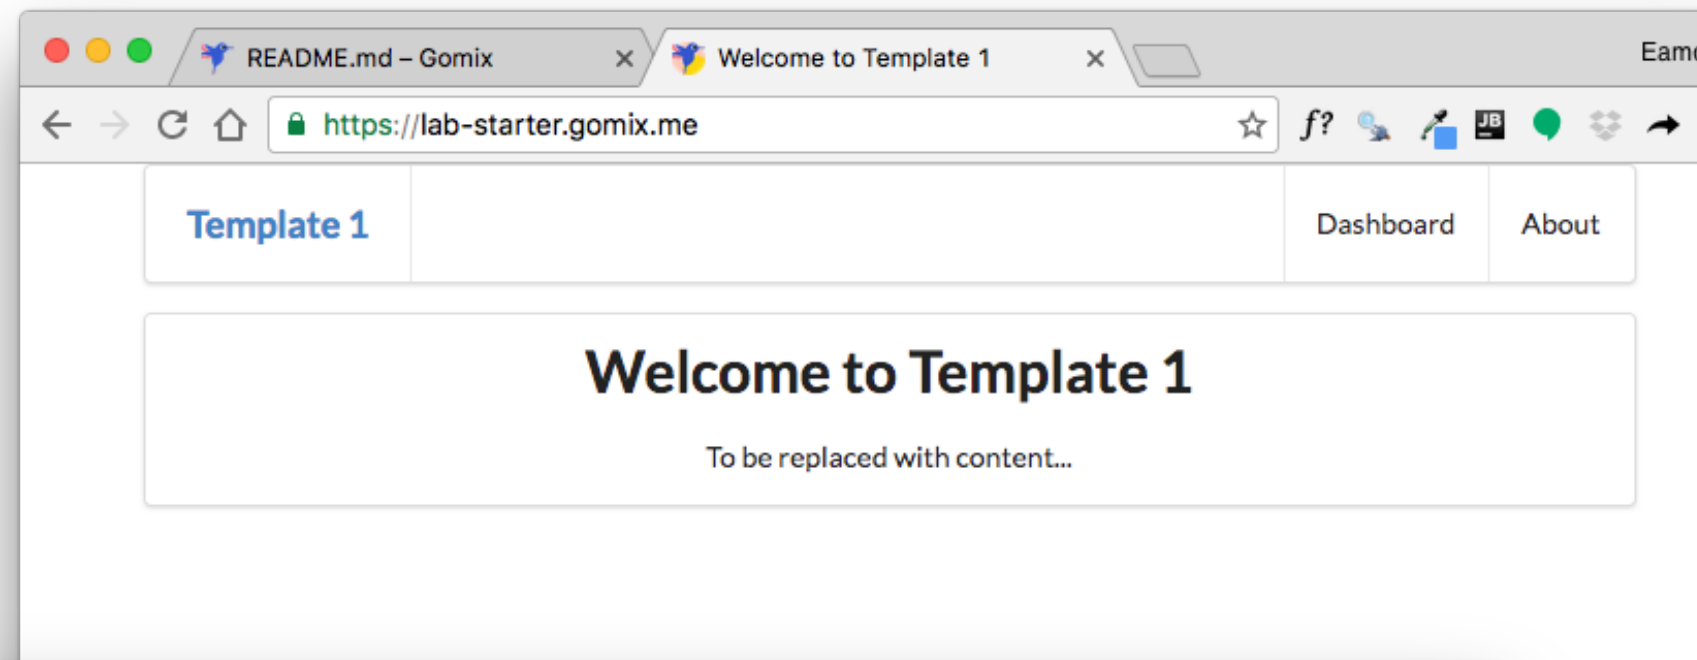 README.md – Gomix
Welcome to Template 1
https://lab-starter.gomix.me
f?
JB
Template 1
Dashboard
About
Welcome to Template 1
To be replaced with content...